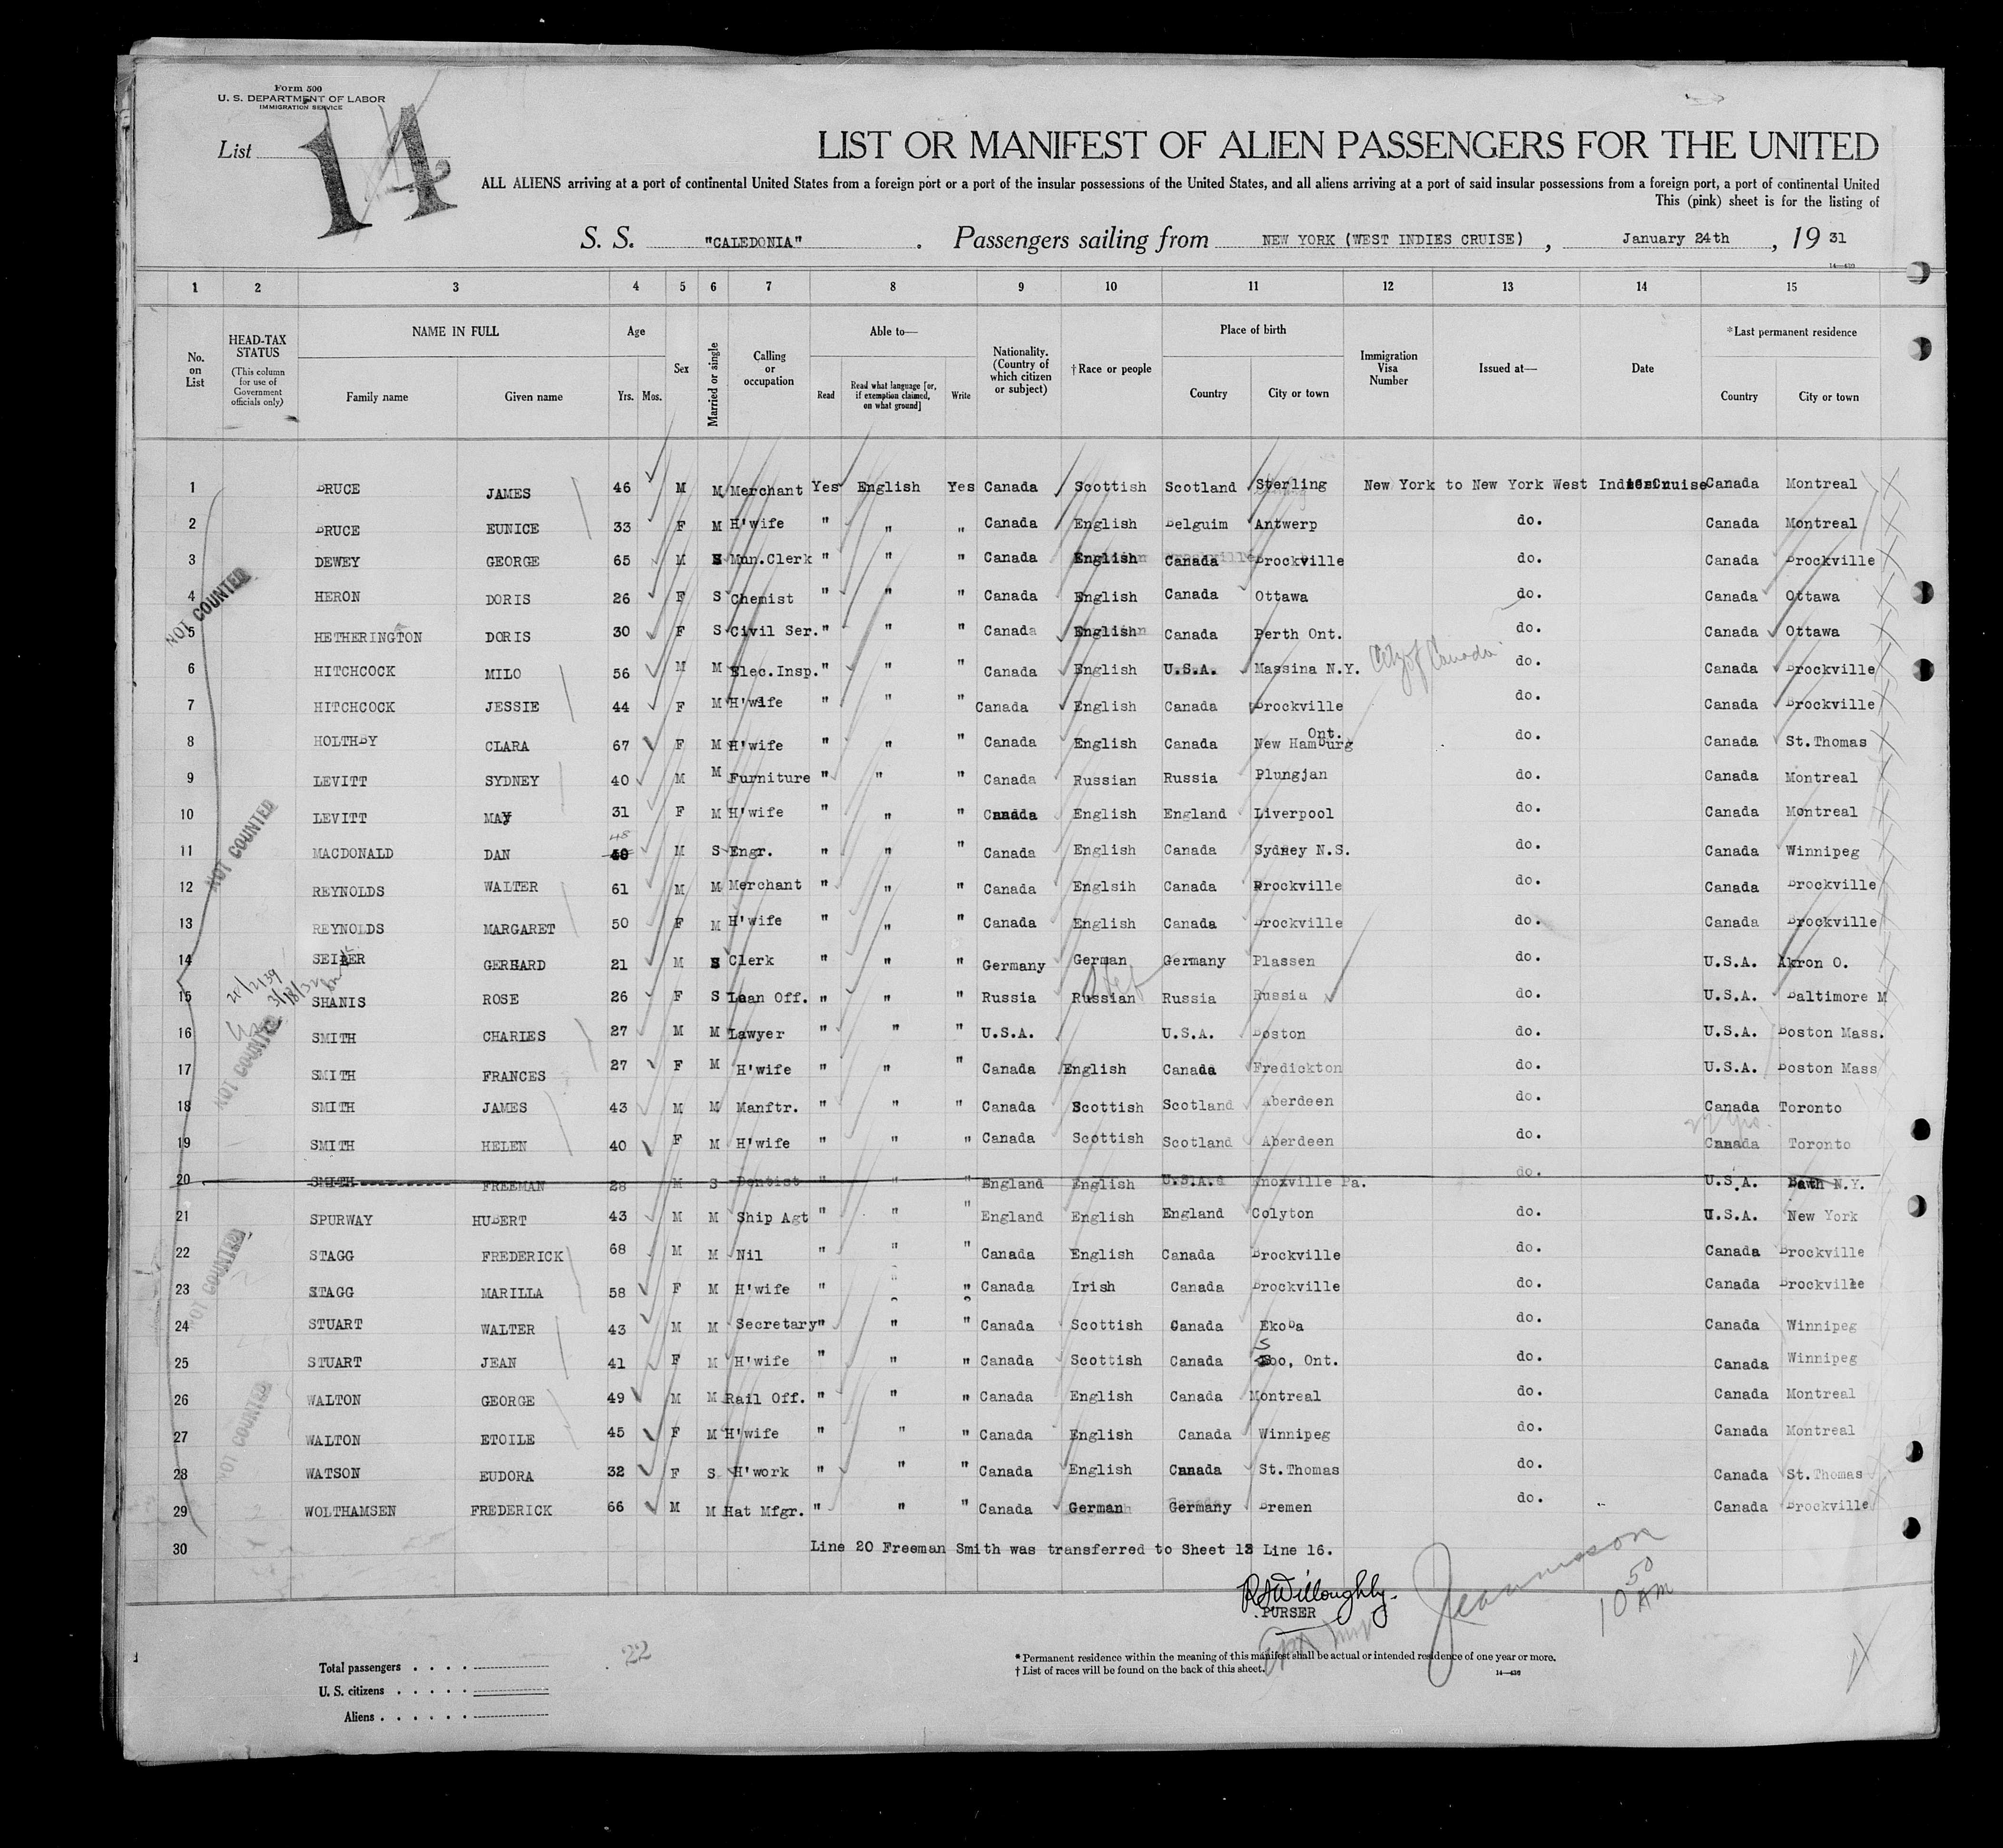 Form 500
U. S. DEPARTMENT OF LABOR
IMMIGRATION SERVICE
List 14
LIST OR MANIFEST OF ALIEN PASSENGERS FOR THE UNITED
ALL ALIENS arriving at a port of continental United States from a foreign port or a port of the insular possessions of the United States, and all aliens arriving at a port of said insular possessions from a foreign port, a port of continental United
This (pink) sheet is for the listing of
S. S. "CALEDONIA" . Passengers sailing from NEW YORK (WEST INDIES CRUISE) , January 24th , 19 31
14—430
1 2 3 4 5 6 7 8 9 10 11 12 13 14 15
No. on List
HEAD-TAX STATUS (This column for use of Government officials only)
NAME IN FULL Family name Given name
Age Yrs. Mos.
Sex
Married or single
Calling or occupation
Able to— Read Read what language [or, if exemption claimed, on what ground] Write
Nationality. (Country of which citizen or subject)
†Race or people
Place of birth Country City or town
Immigration Visa Number
Issued at—
Date
*Last permanent residence Country City or town
1 BRUCE JAMES 46 M M Merchant Yes English Yes Canada Scottish Scotland Sterling New York to New York West Indies Cruise Canada Montreal
2 BRUCE EUNICE 33 F M H'wife " " " Canada English Belguim Antwerp do. Canada Montreal
3 DEWEY GEORGE 65 M S Mun.Clerk " " " Canada English Canada Brockville do. Canada Brockville
4 HERON DORIS 26 F S Chemist " " " Canada English Canada Ottawa do. Canada Ottawa
5 HETHERINGTON DORIS 30 F S Civil Ser. " " " Canada English Canada Perth Ont. do. Canada Ottawa
6 HITCHCOCK MILO 56 M M Elec.Insp. " " " Canada English U.S.A. Massina N.Y. City of Canada do. Canada Brockville
7 HITCHCOCK JESSIE 44 F M H'wife " " " Canada English Canada Brockville do. Canada Brockville
8 HOLTHBY CLARA 67 F M H'wife " " " Canada English Canada New Hamburg Ont. do. Canada St.Thomas
9 LEVITT SYDNEY 40 M M Furniture " " " Canada Russian Russia Plungjan do. Canada Montreal
10 LEVITT MAY 31 F M H'wife " " " Canada English England Liverpool do. Canada Montreal
11 MACDONALD DAN 40 48 M S Engr. " " " Canada English Canada Sydney N.S. do. Canada Winnipeg
12 REYNOLDS WALTER 61 M M Merchant " " " Canada Englsih Canada Brockville do. Canada Brockville
13 REYNOLDS MARGARET 50 F M H'wife " " " Canada English Canada Brockville do. Canada Brockville
14 GERHARD 21 M S Clerk " " " Germany German Germany Plassen do. U.S.A. Akron O.
15 SHANIS ROSE 26 F S Loan Off. " " " Russia Russian Heb Russia Russia do. U.S.A. Baltimore M
16 SMITH CHARLES 27 M M Lawyer " " " U.S.A. U.S.A. Boston do. U.S.A. Boston Mass.
17 SMITH FRANCES 27 F M H'wife " " " Canada English Canada Fredickton do. U.S.A. Boston Mass
18 SMITH JAMES 43 M M Manftr. " " " Canada Scottish Scotland Aberdeen do. Canada Toronto
19 SMITH HELEN 40 F M H'wife " " " Canada Scottish Scotland Aberdeen do. Canada Toronto
20 SMITH FREEMAN 28 M S Dentist " " " England English U.S.A. Knoxville Pa. do. U.S.A. Bath N.Y.
21 SPURWAY HUBERT 43 M M Ship Agt " " " England English England Colyton do. U.S.A. New York
22 STAGG FREDERICK 68 M M Nil " " " Canada English Canada Brockville do. Canada Brockville
23 STAGG MARILLA 58 F M H'wife " " " Canada Irish Canada Brockville do. Canada Brockville
24 STUART WALTER 43 M M Secretary " " " Canada Scottish Canada Ekoba do. Canada Winnipeg
25 STUART JEAN 41 F M H'wife " " " Canada Scottish Canada Soo, Ont. do. Canada Winnipeg
26 WALTON GEORGE 49 M M Rail Off. " " " Canada English Canada Montreal do. Canada Montreal
27 WALTON ETOILE 45 F M H'wife " " " Canada English Canada Winnipeg do. Canada Montreal
28 WATSON EUDORA 32 F S H'work " " " Canada English Canada St.Thomas do. Canada St.Thomas
29 WOLTHAMSEN FREDERICK 66 M M Hat Mfgr. " " " Canada German Germany Bremen do. Canada Brockville
30 Line 20 Freeman Smith was transferred to Sheet 13 Line 16.
NOT COUNTED
NOT COUNTED
NOT COUNTED
NOT COUNTED
NOT COUNTED
R Willoughby.
PURSER
10 50 AM
22
Total passengers . . . .
U. S. citizens . . . . .
Aliens . . . . . .
*Permanent residence within the meaning of this manifest shall be actual or intended residence of one year or more.
†List of races will be found on the back of this sheet.
14—430